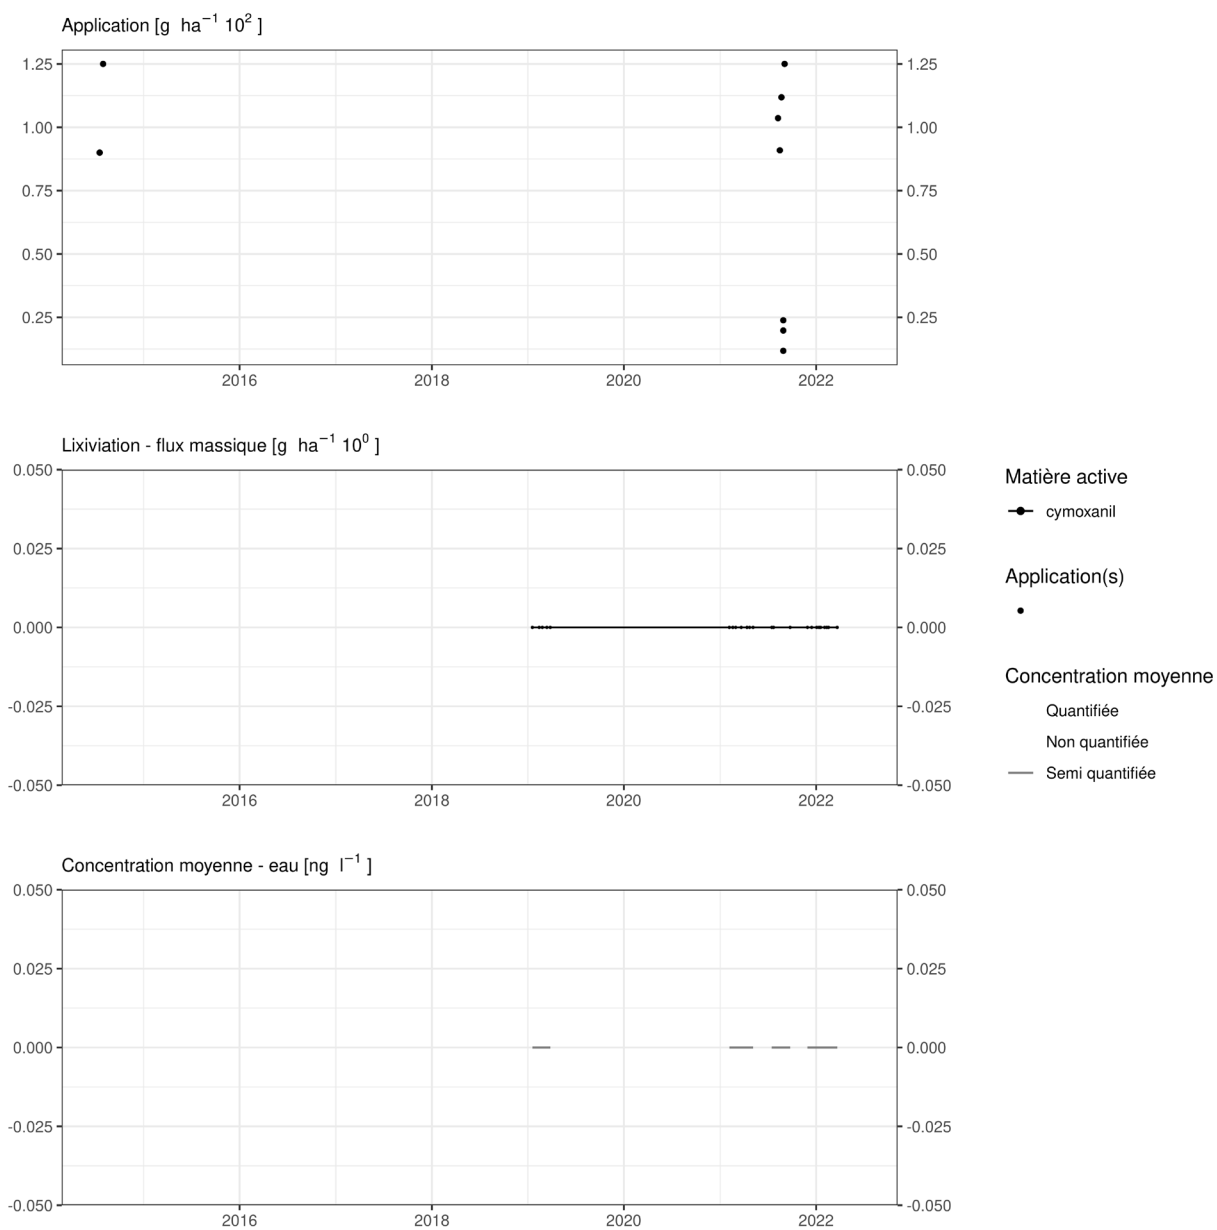 Application [g ha⁻¹ 10² ]
1.25 1.25
1.00 1.00
0.75 0.75
0.50 0.50
0.25 0.25
2016 2018 2020 2022
Lixiviation - flux massique [g ha⁻¹ 10⁰ ]
0.050 0.050
0.025 0.025
0.000 0.000
-0.025 -0.025
-0.050 -0.050
2016 2018 2020 2022
Matière active
cymoxanil
Application(s)
Concentration moyenne
Quantifiée
Non quantifiée
Semi quantifiée
Concentration moyenne - eau [ng l⁻¹ ]
0.050 0.050
0.025 0.025
0.000 0.000
-0.025 -0.025
-0.050 -0.050
2016 2018 2020 2022